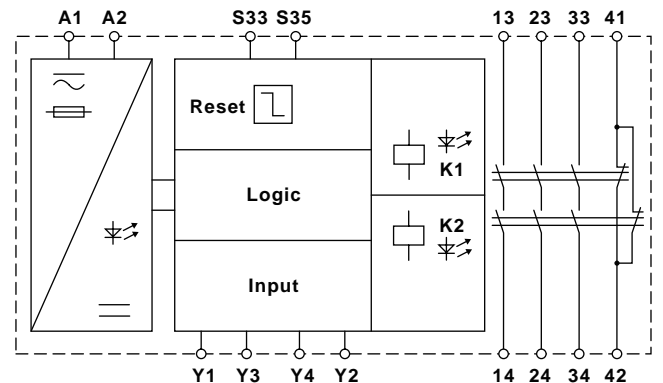 A1 A2 S33 S35 13 23 33 41
Reset
K1
Logic
K2
Input
Y1 Y3 Y4 Y2 14 24 34 42